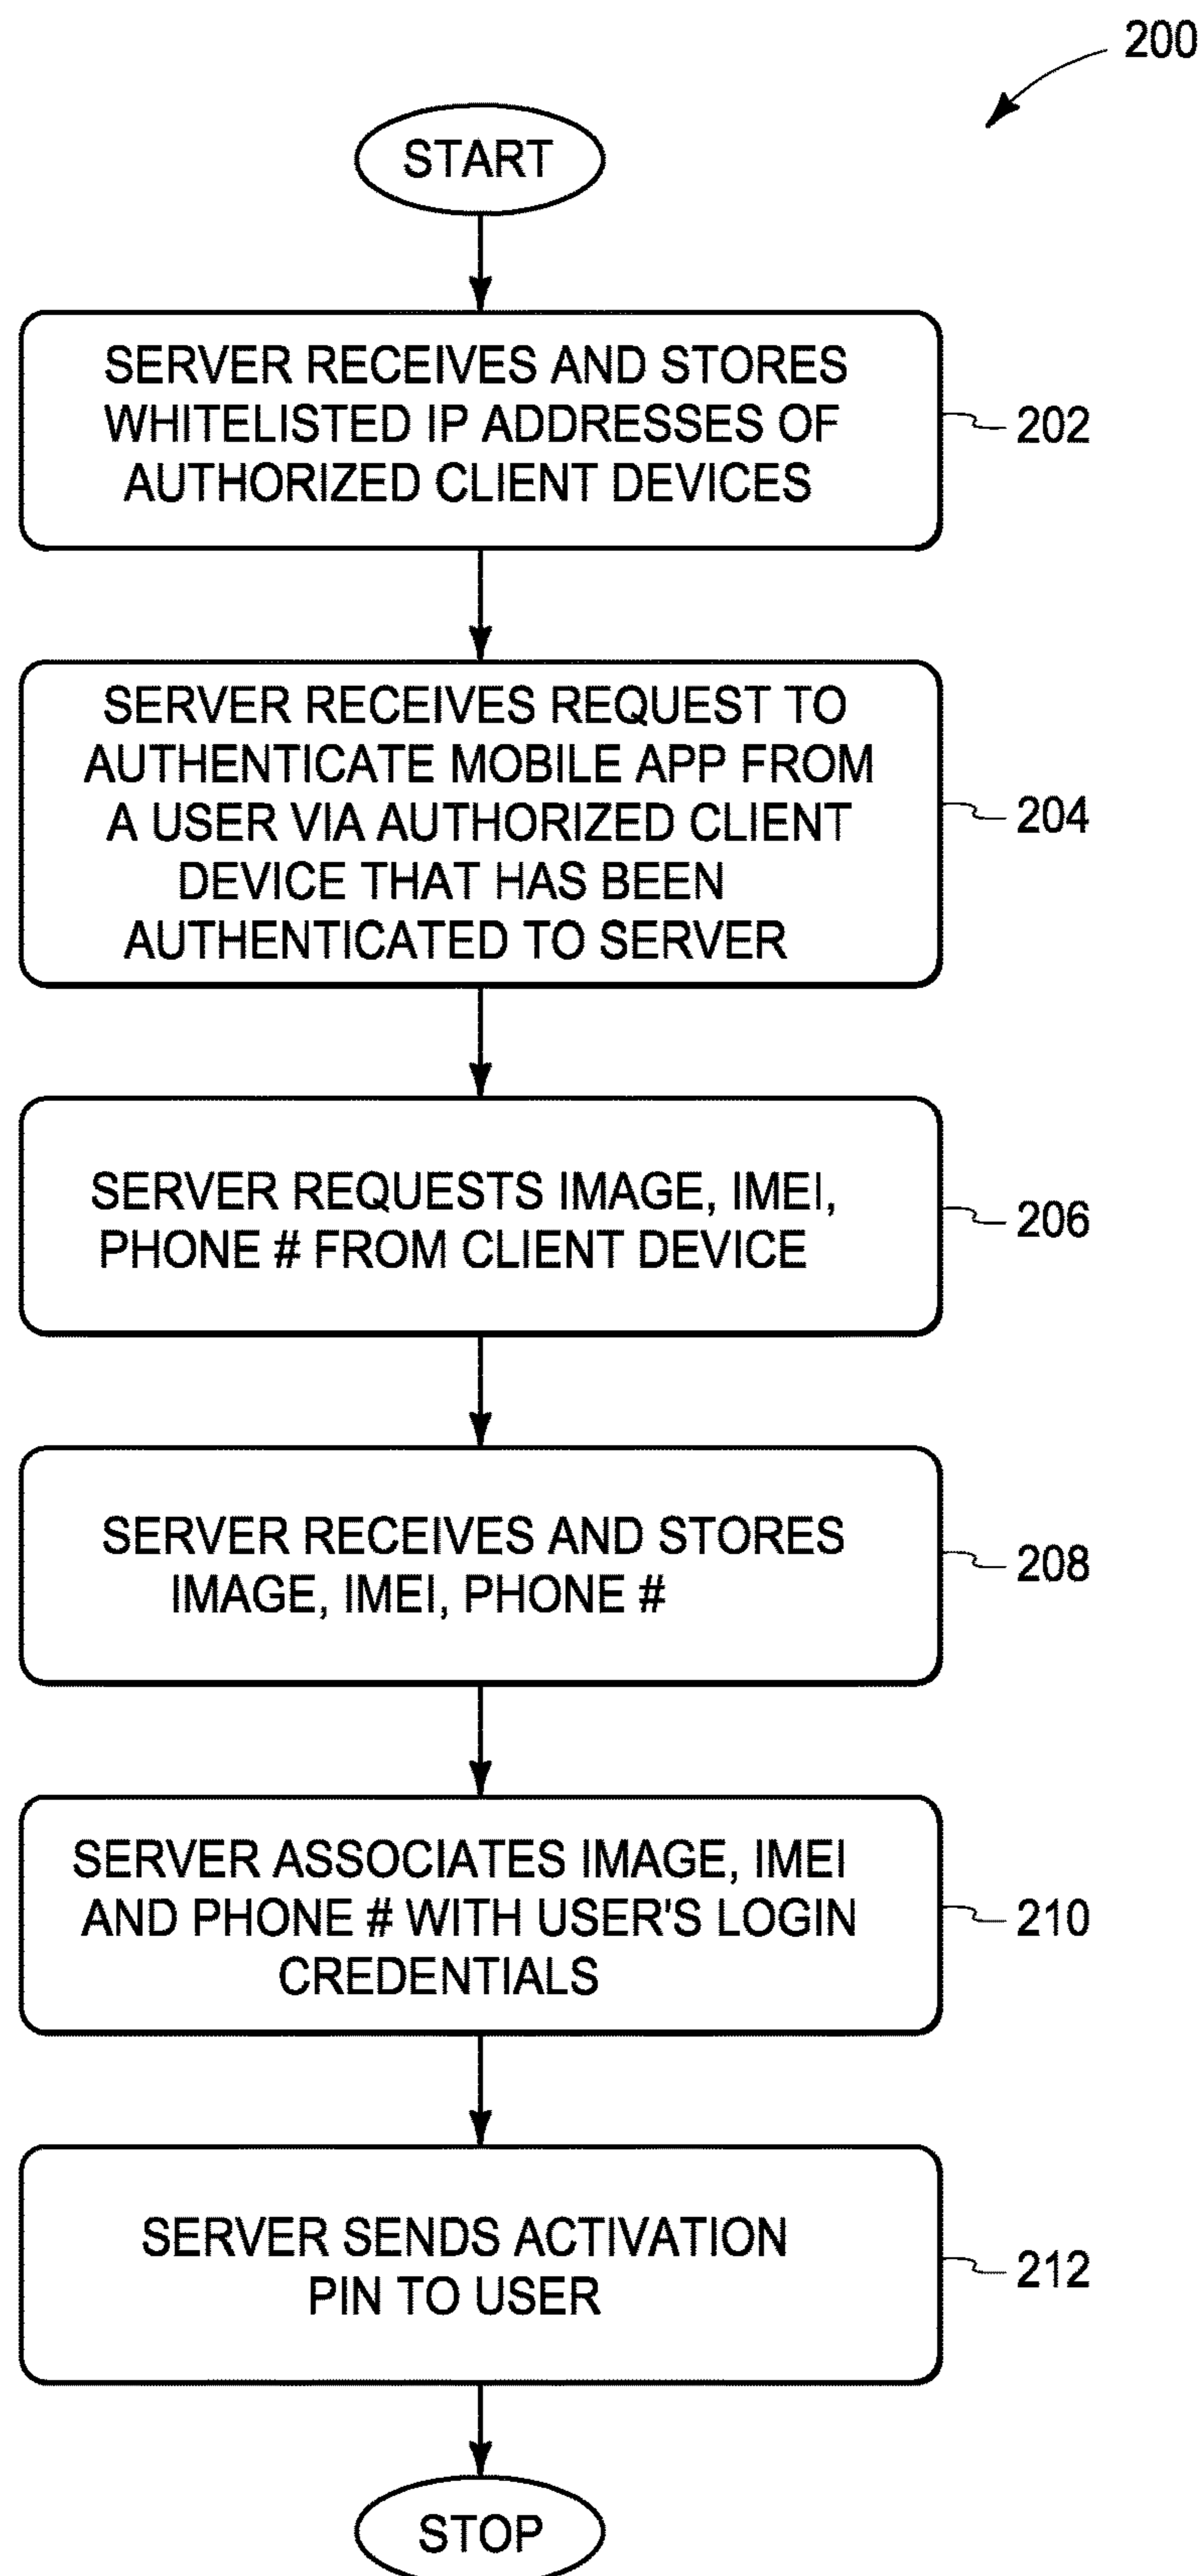 200
START
SERVER RECEIVES AND STORES
WHITELISTED IP ADDRESSES OF
AUTHORIZED CLIENT DEVICES
202
SERVER RECEIVES REQUEST TO
AUTHENTICATE MOBILE APP FROM
A USER VIA AUTHORIZED CLIENT
DEVICE THAT HAS BEEN
AUTHENTICATED TO SERVER
204
SERVER REQUESTS IMAGE, IMEI,
PHONE # FROM CLIENT DEVICE
206
SERVER RECEIVES AND STORES
IMAGE, IMEI, PHONE #
208
SERVER ASSOCIATES IMAGE, IMEI
AND PHONE # WITH USER'S LOGIN
CREDENTIALS
210
SERVER SENDS ACTIVATION
PIN TO USER
212
STOP